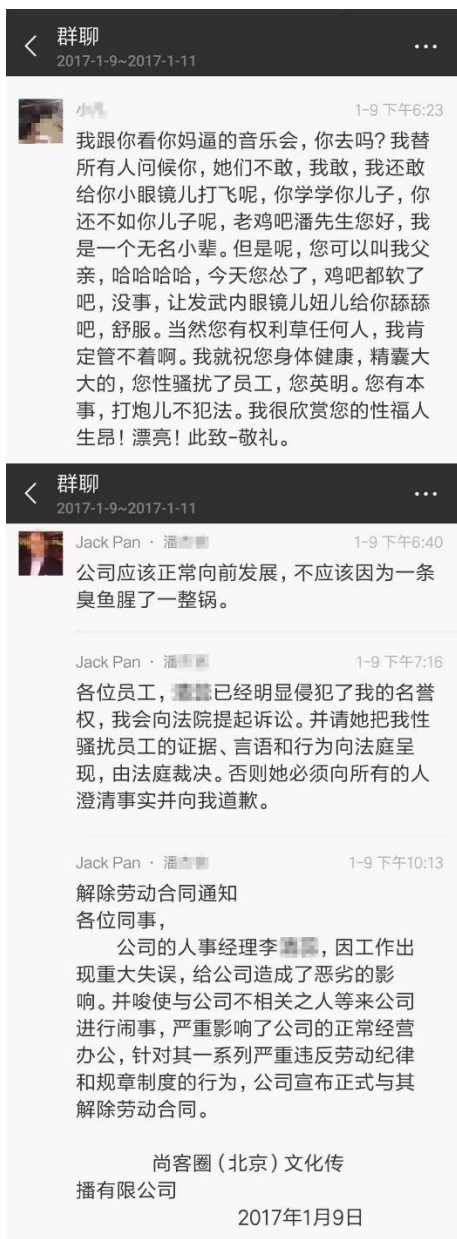 群聊
2017-1-9~2017-1-11
1-9 下午6:23
我跟你看你妈逼的音乐会，你去吗？我替
所有人问候你，她们不敢，我敢，我还敢
给你小眼镜儿打飞呢，你学学你儿子，你
还不如你儿子呢，老鸡吧潘先生您好，我
是一个无名小辈。但是呢，您可以叫我父
亲，哈哈哈哈，今天您怂了，鸡吧都软了
吧，没事，让发武内眼镜儿妞儿给你舔舔
吧，舒服。当然您有权利草任何人，我肯
定管不着啊。我就祝您身体健康，精囊大
大的，您性骚扰了员工，您英明。您有本
事，打炮儿不犯法。我很欣赏您的性福人
生昂！漂亮！此致-敬礼。
群聊
2017-1-9~2017-1-11
Jack Pan · 潘
1-9 下午6:40
公司应该正常向前发展，不应该因为一条
臭鱼腥了一整锅。
Jack Pan · 潘
1-9 下午7:16
各位员工，已经明显侵犯了我的名誉
权，我会向法院提起诉讼。并请她把我性
骚扰员工的证据、言语和行为向法庭呈
现，由法庭裁决。否则她必须向所有的人
澄清事实并向我道歉。
Jack Pan · 潘
1-9 下午10:13
解除劳动合同通知
各位同事，
公司的人事经理李，因工作出
现重大失误，给公司造成了恶劣的影
响。并唆使与公司不相关之人等来公司
进行闹事，严重影响了公司的正常经营
办公，针对其一系列严重违反劳动纪律
和规章制度的行为，公司宣布正式与其
解除劳动合同。
尚客圈（北京）文化传
播有限公司
2017年1月9日